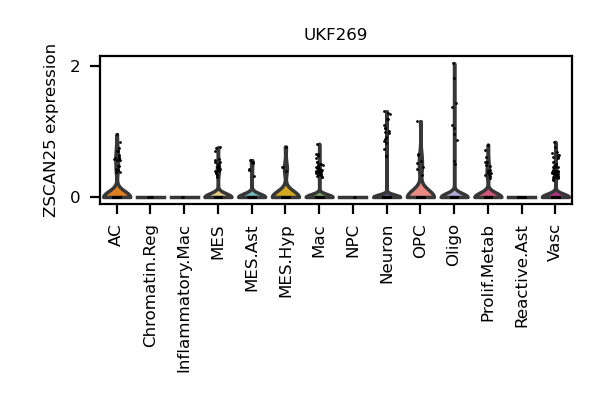 UKF269
ZSCAN25 expression
2
0
AC
Chromatin.Reg
Inflammatory.Mac
MES
MES.Ast
MES.Hyp
Mac
NPC
Neuron
OPC
Oligo
Prolif.Metab
Reactive.Ast
Vasc